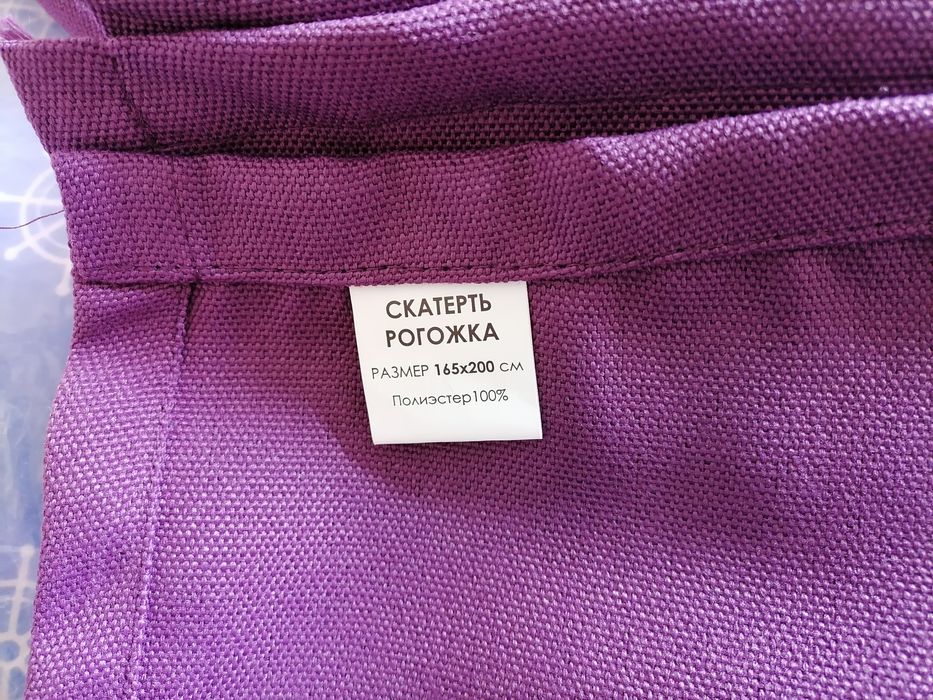 СКАТЕРТЬ
РОГОЖКА
РАЗМЕР 165x200 СМ
Полиэстер100%